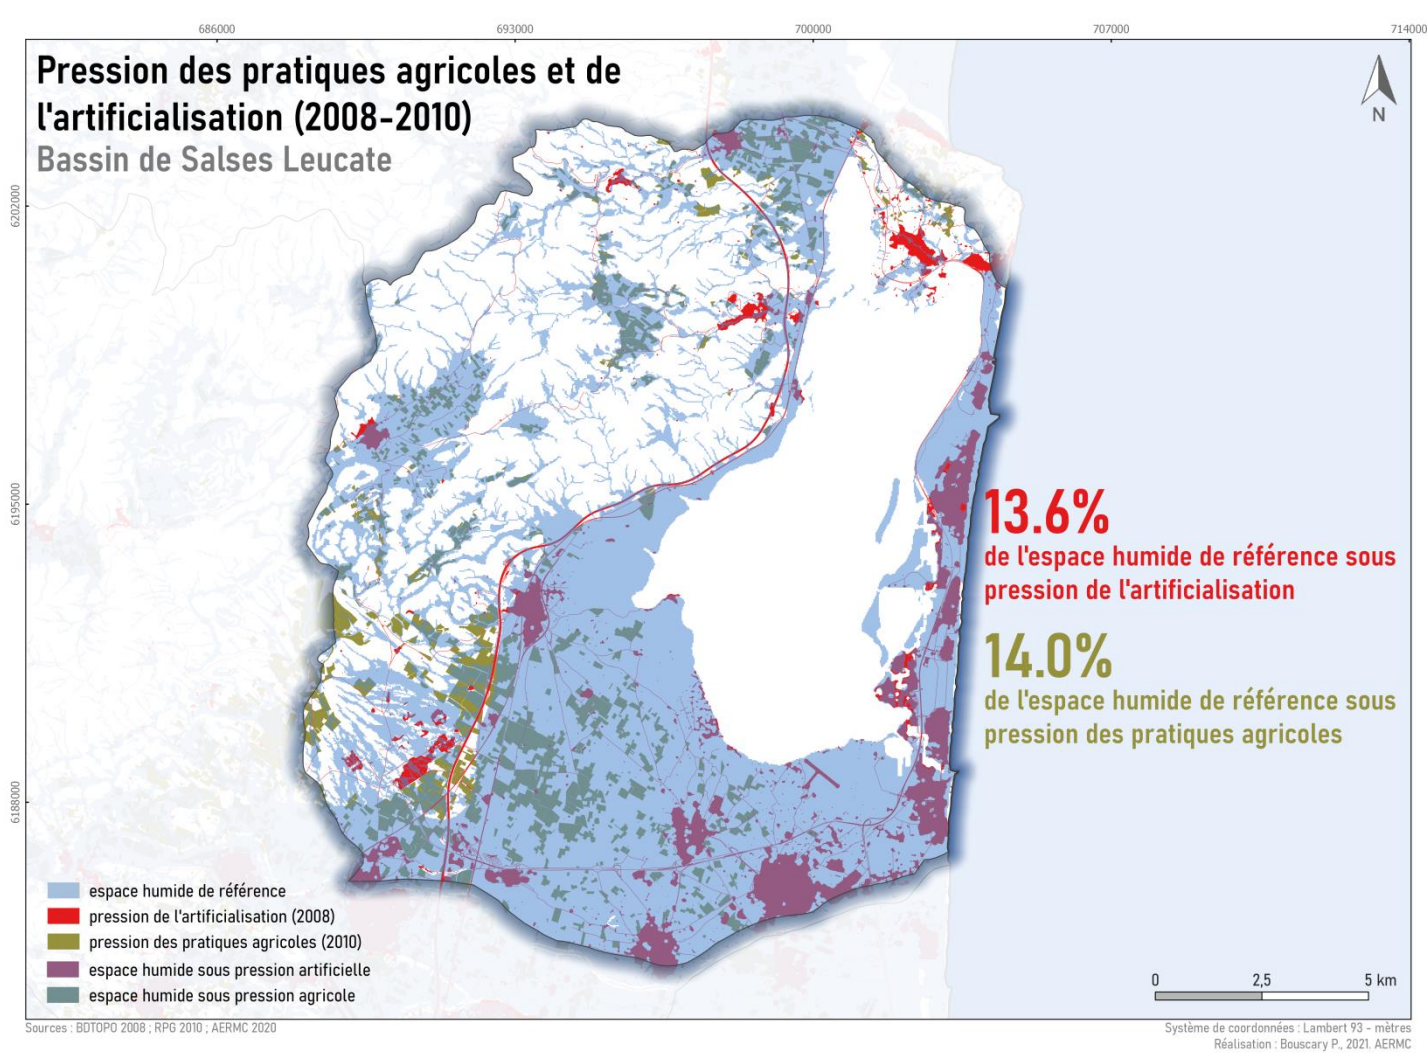 686000
693000
700000
707000
714000
Pression des pratiques agricoles et de
l'artificialisation (2008-2010)
Bassin de Salses Leucate
N
6202000
6195000
6188000
13.6%
de l'espace humide de référence sous
pression de l'artificialisation
14.0%
de l'espace humide de référence sous
pression des pratiques agricoles
espace humide de référence
pression de l'artificialisation (2008)
pression des pratiques agricoles (2010)
espace humide sous pression artificielle
espace humide sous pression agricole
0 2,5 5 km
Sources : BDTOPO 2008 ; RPG 2010 ; AERMC 2020
Système de coordonnées : Lambert 93 - mètres
Réalisation : Bouscary P., 2021. AERMC